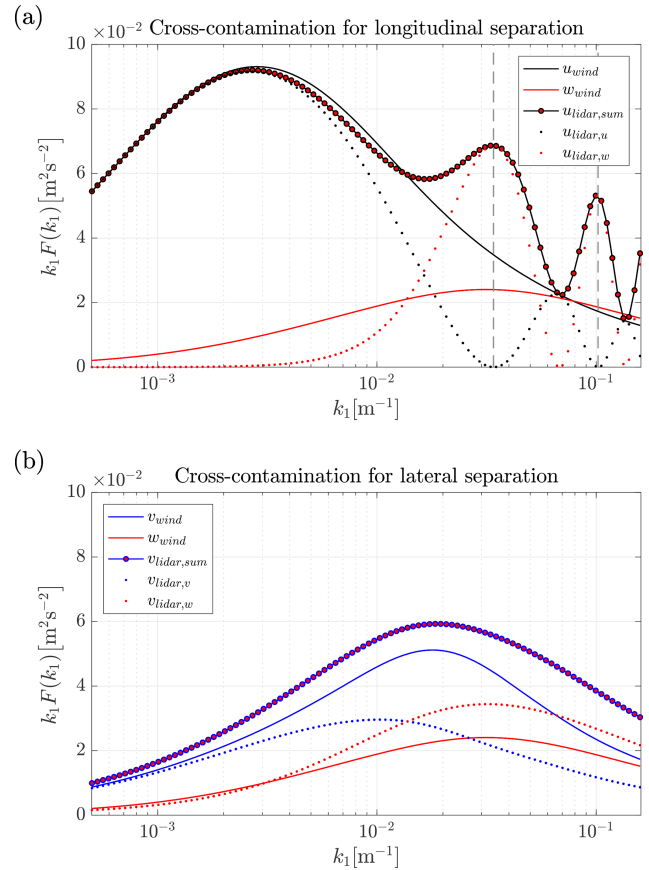 (a)
Cross-contamination for longitudinal separation
×10⁻²
10
8
6
4
2
0
k₁F(k₁)[m²s⁻²]
u_wind
w_wind
u_lidar,sum
u_lidar,u
u_lidar,w
10⁻³ 10⁻² 10⁻¹
k₁[m⁻¹]
(b)
Cross-contamination for lateral separation
×10⁻²
10
8
6
4
2
0
k₁F(k₁)[m²s⁻²]
v_wind
w_wind
v_lidar,sum
v_lidar,v
v_lidar,w
10⁻³ 10⁻² 10⁻¹
k₁[m⁻¹]